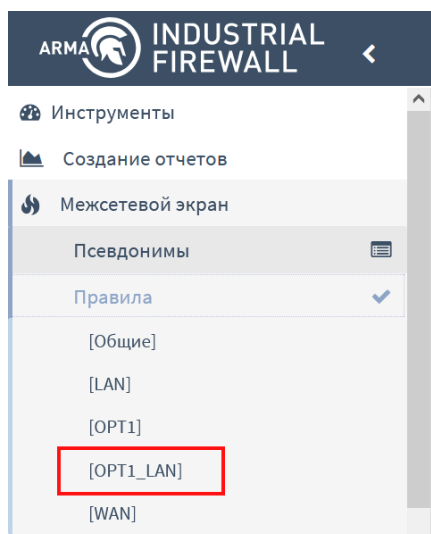 ARMA INDUSTRIAL
FIREWALL
Инструменты
Создание отчетов
Межсетевой экран
Псевдонимы
Правила
[Общие]
[LAN]
[OPT1]
[OPT1_LAN]
[WAN]